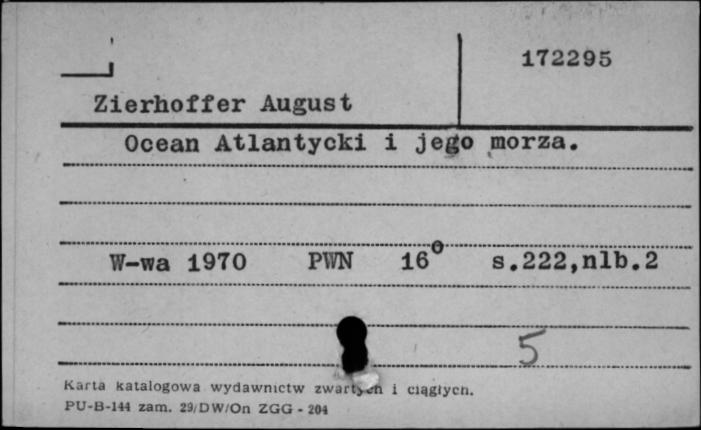 172295
Zierhoffer August
Ocean Atlantycki i jego morza.
W-wa 1970 PWN 16° s.222,nlb.2
5
Karta katalogowa wydawnictw zwartych i ciągłych.
PU-B-144 zam. 29/DW/On ZGG - 204